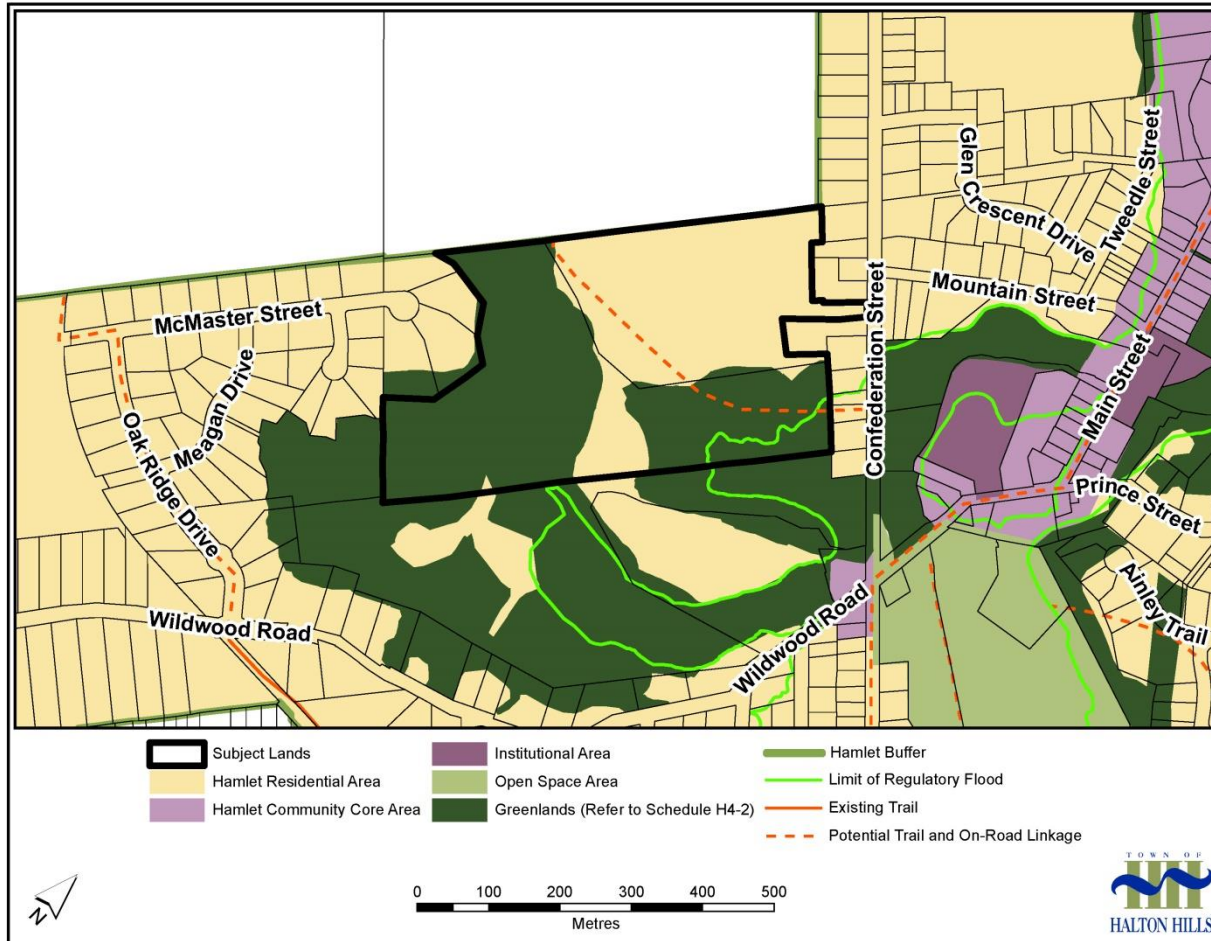 Glen Crescent Drive
Tweedle Street
Mountain Street
McMaster Street
Meagan Drive
Oak Ridge Drive
Confederation Street
Main Street
Prince Street
Ainley Trail
Wildwood Road
Wildwood Road
Subject Lands
Hamlet Residential Area
Hamlet Community Core Area
Institutional Area
Open Space Area
Greenlands (Refer to Schedule H4-2)
Hamlet Buffer
Limit of Regulatory Flood
Existing Trail
Potential Trail and On-Road Linkage
N
0 100 200 300 400 500
Metres
TOWN OF
HALTON HILLS